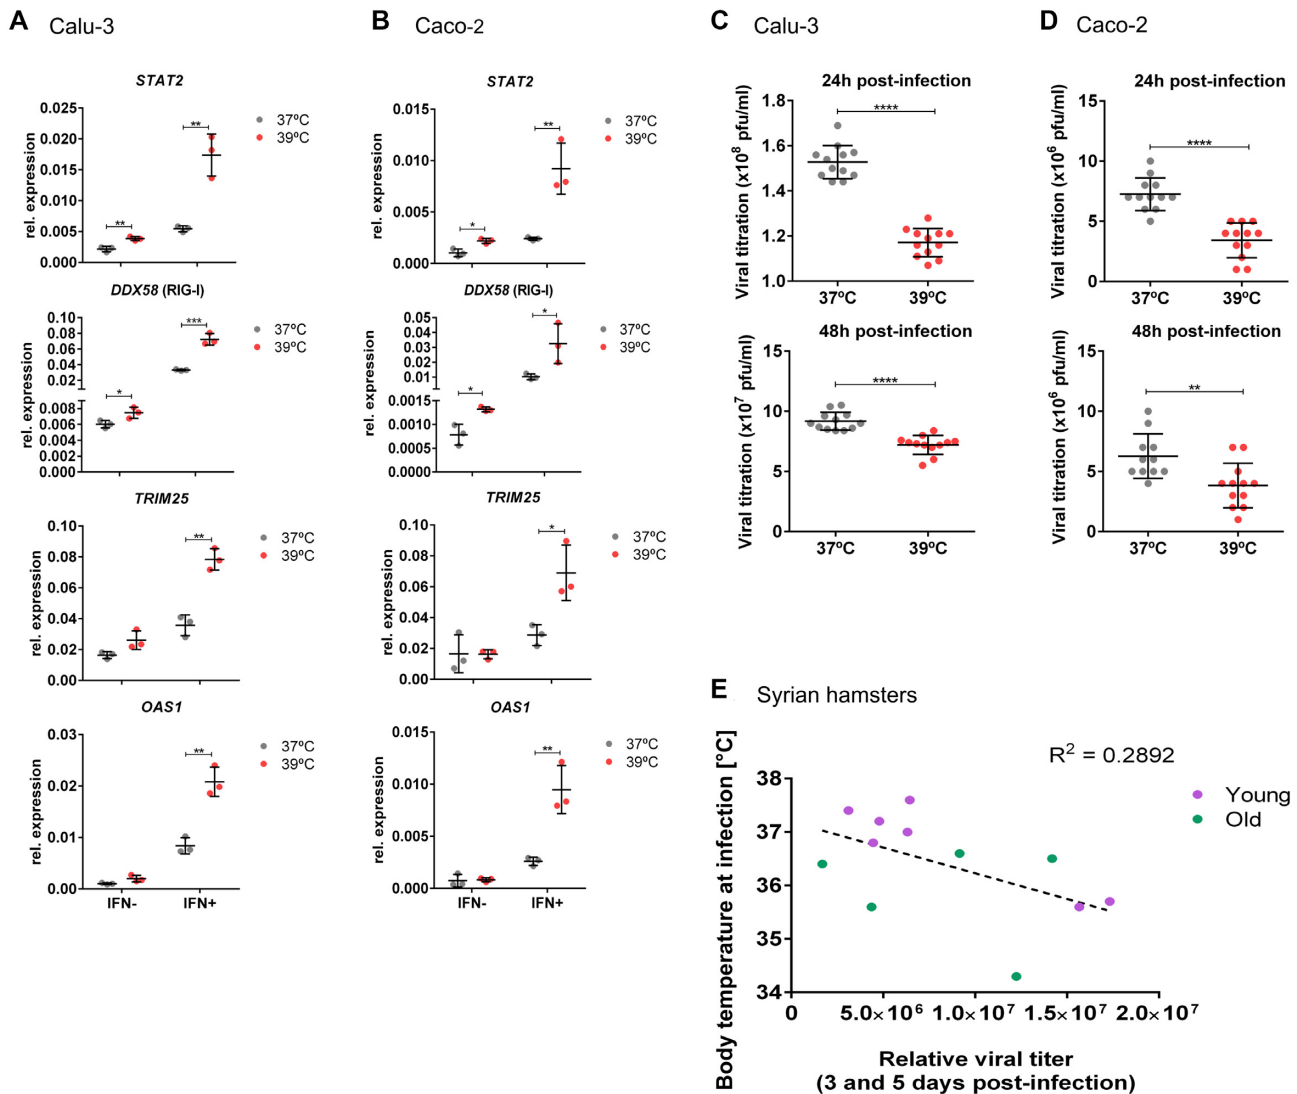 A Calu-3
STAT2
rel. expression
0.025
0.020
0.015
0.010
0.005
0.000
37ºC
39ºC
**
**
DDX58 (RIG-I)
rel. expression
0.10
0.08
0.06
0.04
0.02
0.008
0.006
0.004
0.002
0.000
37ºC
39ºC
*
***
TRIM25
rel. expression
0.10
0.08
0.06
0.04
0.02
0.00
37ºC
39ºC
**
OAS1
rel. expression
0.03
0.02
0.01
0.00
37ºC
39ºC
**
IFN- IFN+
B Caco-2
STAT2
rel. expression
0.015
0.010
0.005
0.000
37ºC
39ºC
*
**
DDX58 (RIG-I)
rel. expression
0.05
0.04
0.03
0.02
0.01
0.0015
0.0010
0.0005
0.0000
37ºC
39ºC
*
*
TRIM25
rel. expression
0.10
0.08
0.06
0.04
0.02
0.00
37ºC
39ºC
*
OAS1
rel. expression
0.015
0.010
0.005
0.000
37ºC
39ºC
**
IFN- IFN+
C Calu-3
24h post-infection
Viral titration (x10⁸ pfu/ml)
1.8
1.6
1.4
1.2
1.0
****
37ºC 39ºC
48h post-infection
Viral titration (x10⁷ pfu/ml)
15
10
5
0
****
37ºC 39ºC
D Caco-2
24h post-infection
Viral titration (x10⁶ pfu/ml)
15
10
5
0
****
37ºC 39ºC
48h post-infection
Viral titration (x10⁶ pfu/ml)
15
10
5
0
**
37ºC 39ºC
E Syrian hamsters
R² = 0.2892
Body temperature at infection [°C]
38
37
36
35
34
Young
Old
0 5.0×10⁶ 1.0×10⁷ 1.5×10⁷ 2.0×10⁷
Relative viral titer
(3 and 5 days post-infection)